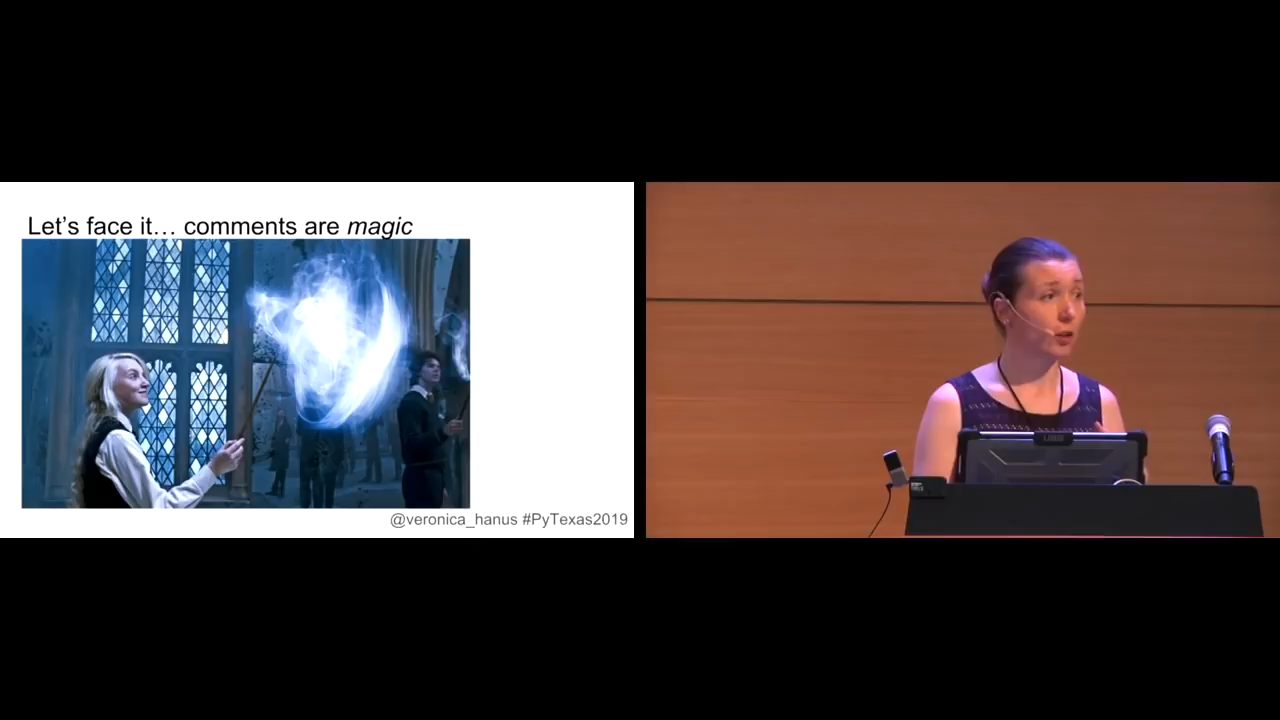 Let's face it… comments are magic
@veronica_hanus #PyTexas2019